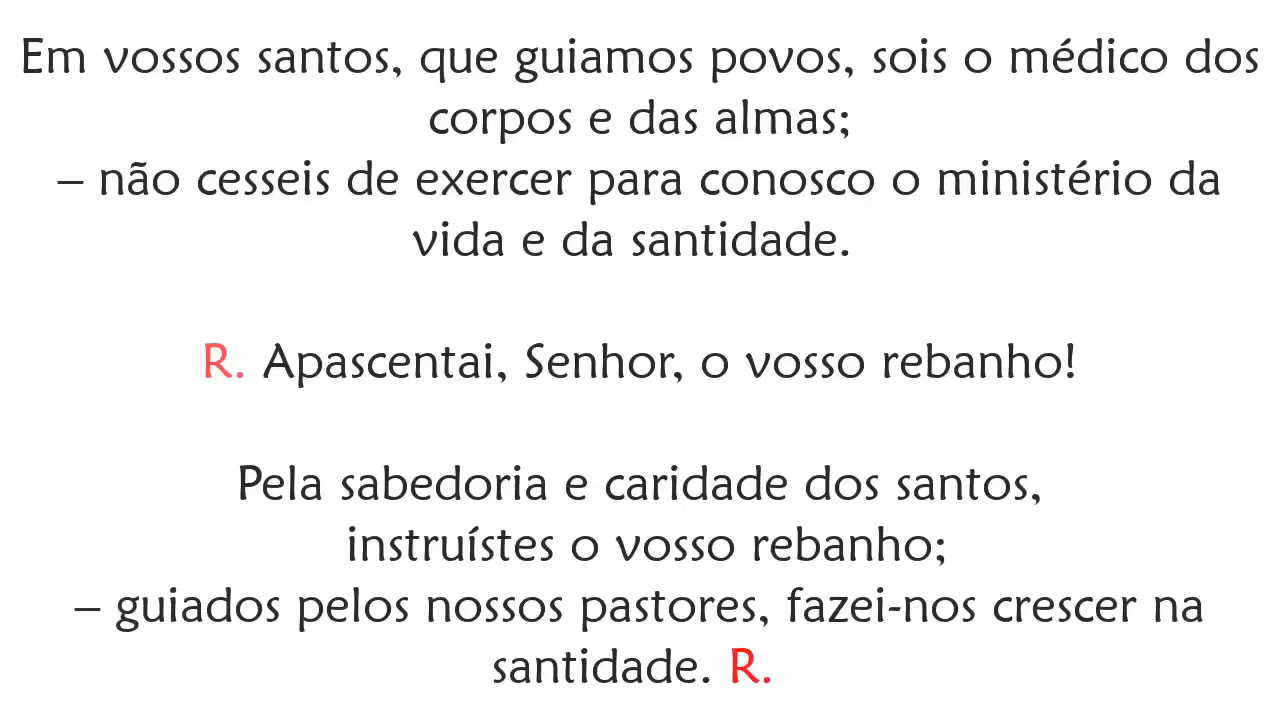 Em vossos santos, que guiamos povos, sois o médico dos
corpos e das almas;
– não cesseis de exercer para conosco o ministério da
vida e da santidade.
R. Apascentai, Senhor, o vosso rebanho!
Pela sabedoria e caridade dos santos,
instruístes o vosso rebanho;
– guiados pelos nossos pastores, fazei-nos crescer na
santidade. R.